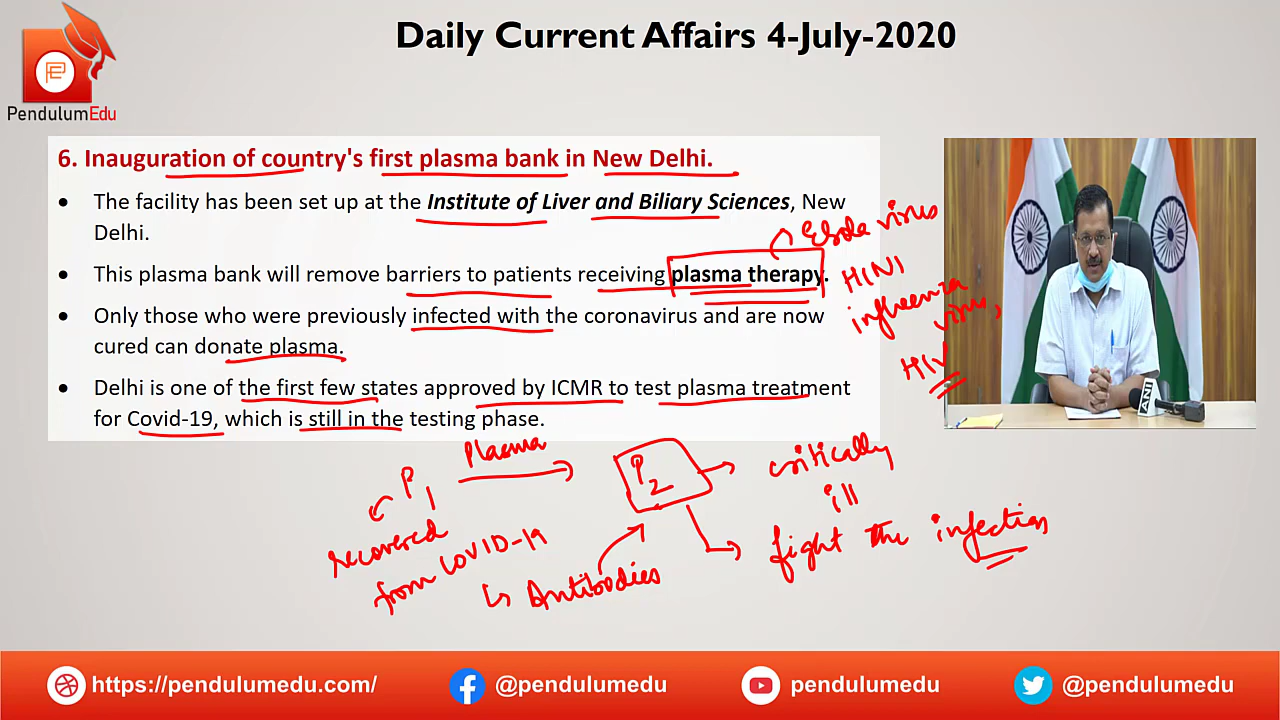 Daily Current Affairs 4-July-2020
PE
PendulumEdu
6. Inauguration of country's first plasma bank in New Delhi.
• The facility has been set up at the Institute of Liver and Biliary Sciences, New
Delhi.
• This plasma bank will remove barriers to patients receiving plasma therapy.
• Only those who were previously infected with the coronavirus and are now
cured can donate plasma.
• Delhi is one of the first few states approved by ICMR to test plasma treatment
for Covid-19, which is still in the testing phase.
Ebola virus
H1N1
influenza
virus,
HIV
ANI
P1
Plasma
P2
critically
ill
recovered
from COVID-19
Antibodies
fight the infection
https://pendulumedu.com/
@pendulumedu
pendulumedu
@pendulumedu